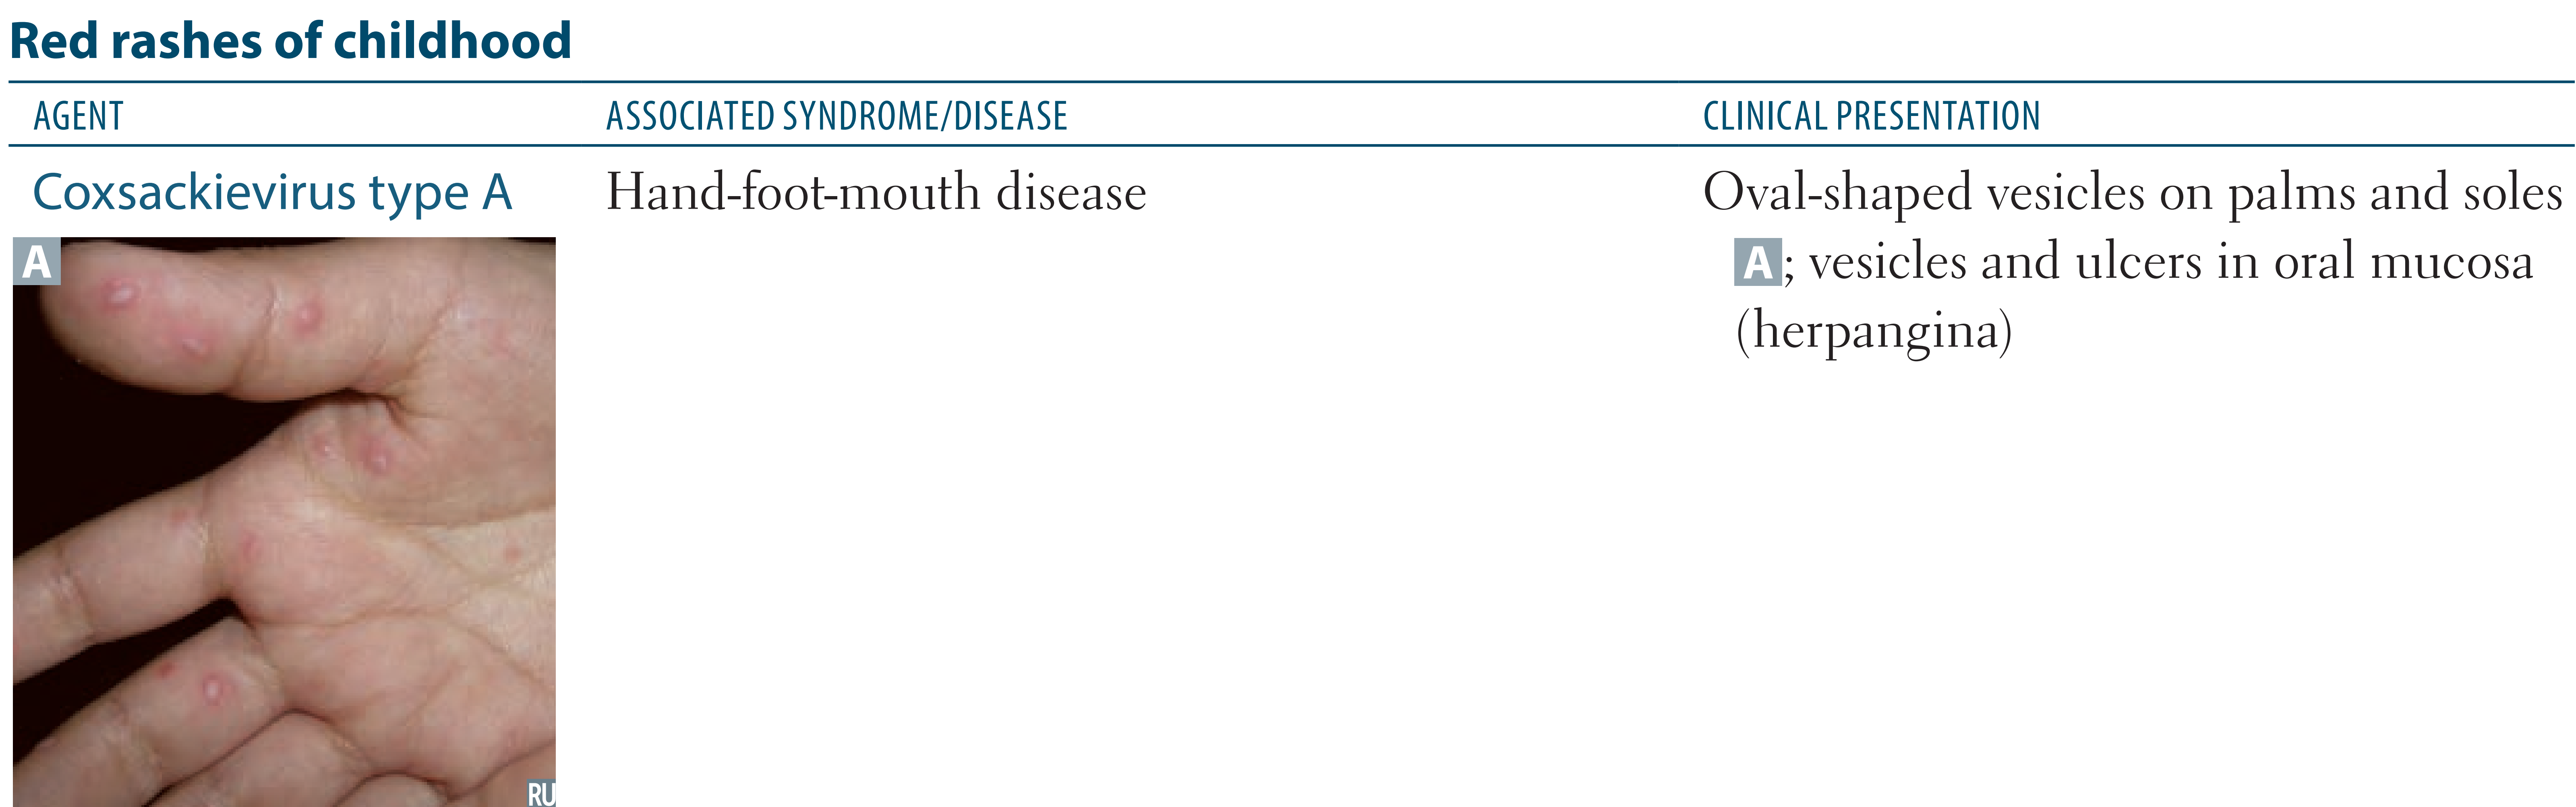 Red rashes of childhood
AGENT
ASSOCIATED SYNDROME/DISEASE
CLINICAL PRESENTATION
Coxsackievirus type A
Hand-foot-mouth disease
Oval-shaped vesicles on palms and soles
A; vesicles and ulcers in oral mucosa
(herpangina)
A
RU